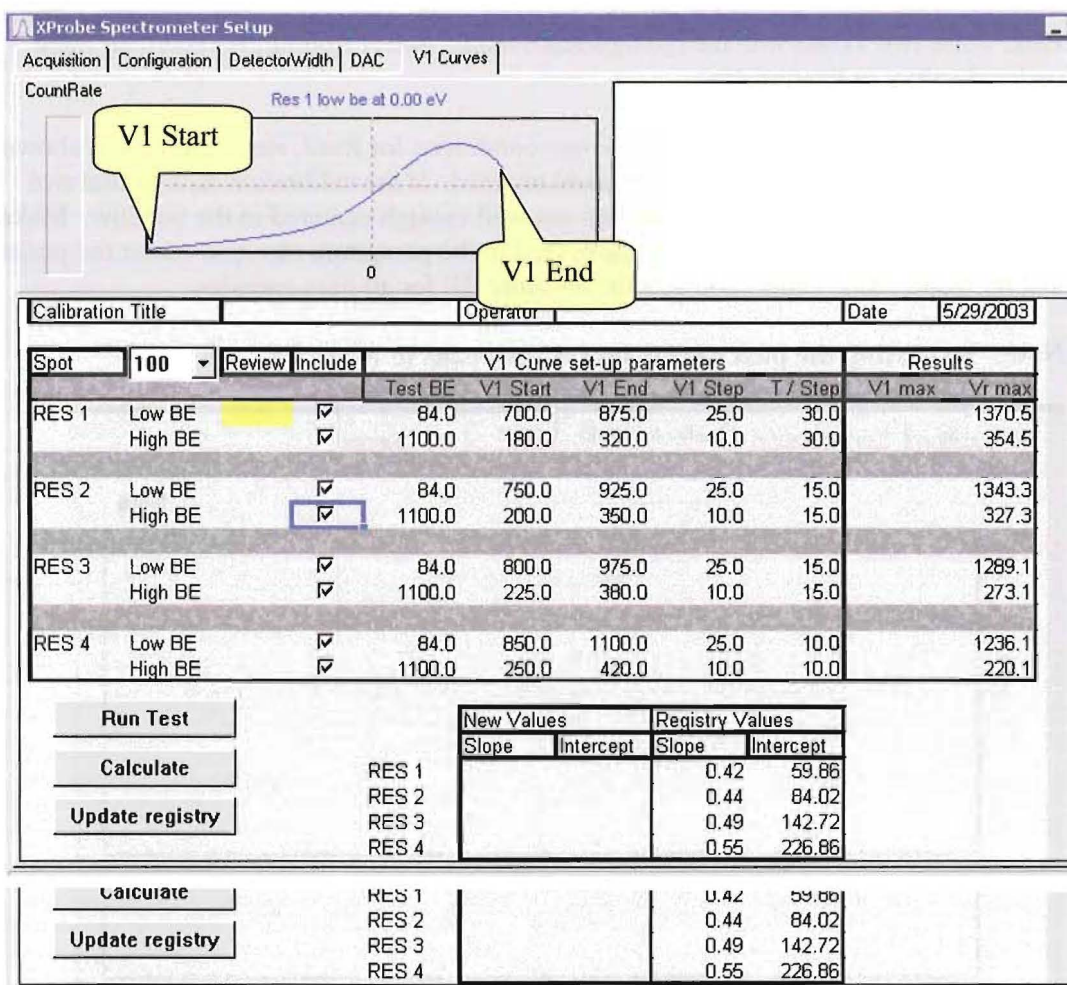 XProbe Spectrometer Setup
Acquisition Configuration DetectorWidth DAC V1 Curves
CountRate
Res 1 low be at 0.00 eV
V1 Start
V1 End
0
Calibration Title Operator Date 5/29/2003
Spot 100 Review Include V1 Curve set-up parameters Results
Test BE V1 Start V1 End V1 Step T / Step V1 max Vr max
RES 1 Low BE 84.0 700.0 875.0 25.0 30.0 1370.5
High BE 1100.0 180.0 320.0 10.0 30.0 354.5
RES 2 Low BE 84.0 750.0 925.0 25.0 15.0 1343.3
High BE 1100.0 200.0 350.0 10.0 15.0 327.3
RES 3 Low BE 84.0 800.0 975.0 25.0 15.0 1289.1
High BE 1100.0 225.0 380.0 10.0 15.0 273.1
RES 4 Low BE 84.0 850.0 1100.0 25.0 10.0 1236.1
High BE 1100.0 250.0 420.0 10.0 10.0 220.1
Run Test
Calculate
Update registry
New Values Registry Values
Slope Intercept Slope Intercept
RES 1 0.42 59.86
RES 2 0.44 84.02
RES 3 0.49 142.72
RES 4 0.55 226.86
Calculate RES 1 0.42 59.86
Update registry
RES 2 0.44 84.02
RES 3 0.49 142.72
RES 4 0.55 226.86